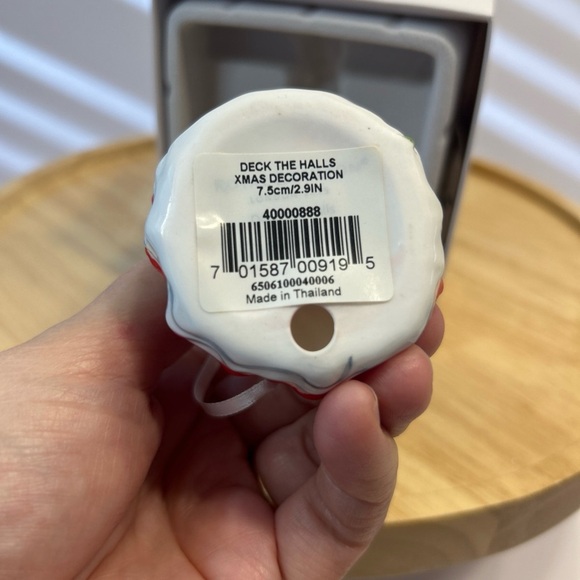 DECK THE HALLS
XMAS DECORATION
7.5cm/2.9IN
40000888
7 01587 00919 5
6506100040006
Made in Thailand